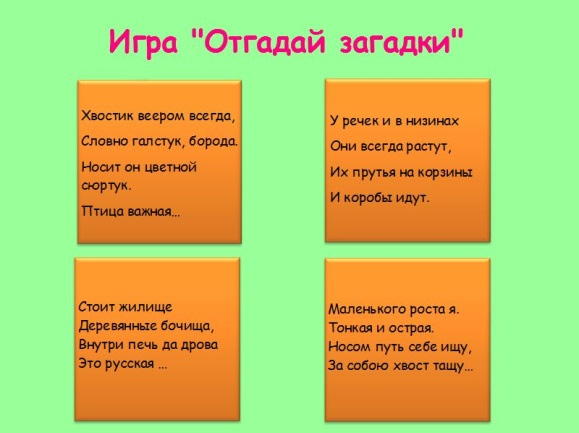 Игра "Отгадай загадки"
Хвостик веером всегда,
Словно галстук, борода.
Носит он цветной
сюртук.
Птица важная...
У речек и в низинах
Они всегда растут,
Их прутья на корзины
И коробы идут.
Стоит жилище
Деревянные бочища,
Внутри печь да дрова
Это русская ...
Маленького роста я.
Тонкая и острая.
Носом путь себе ищу,
За собою хвост тащу...